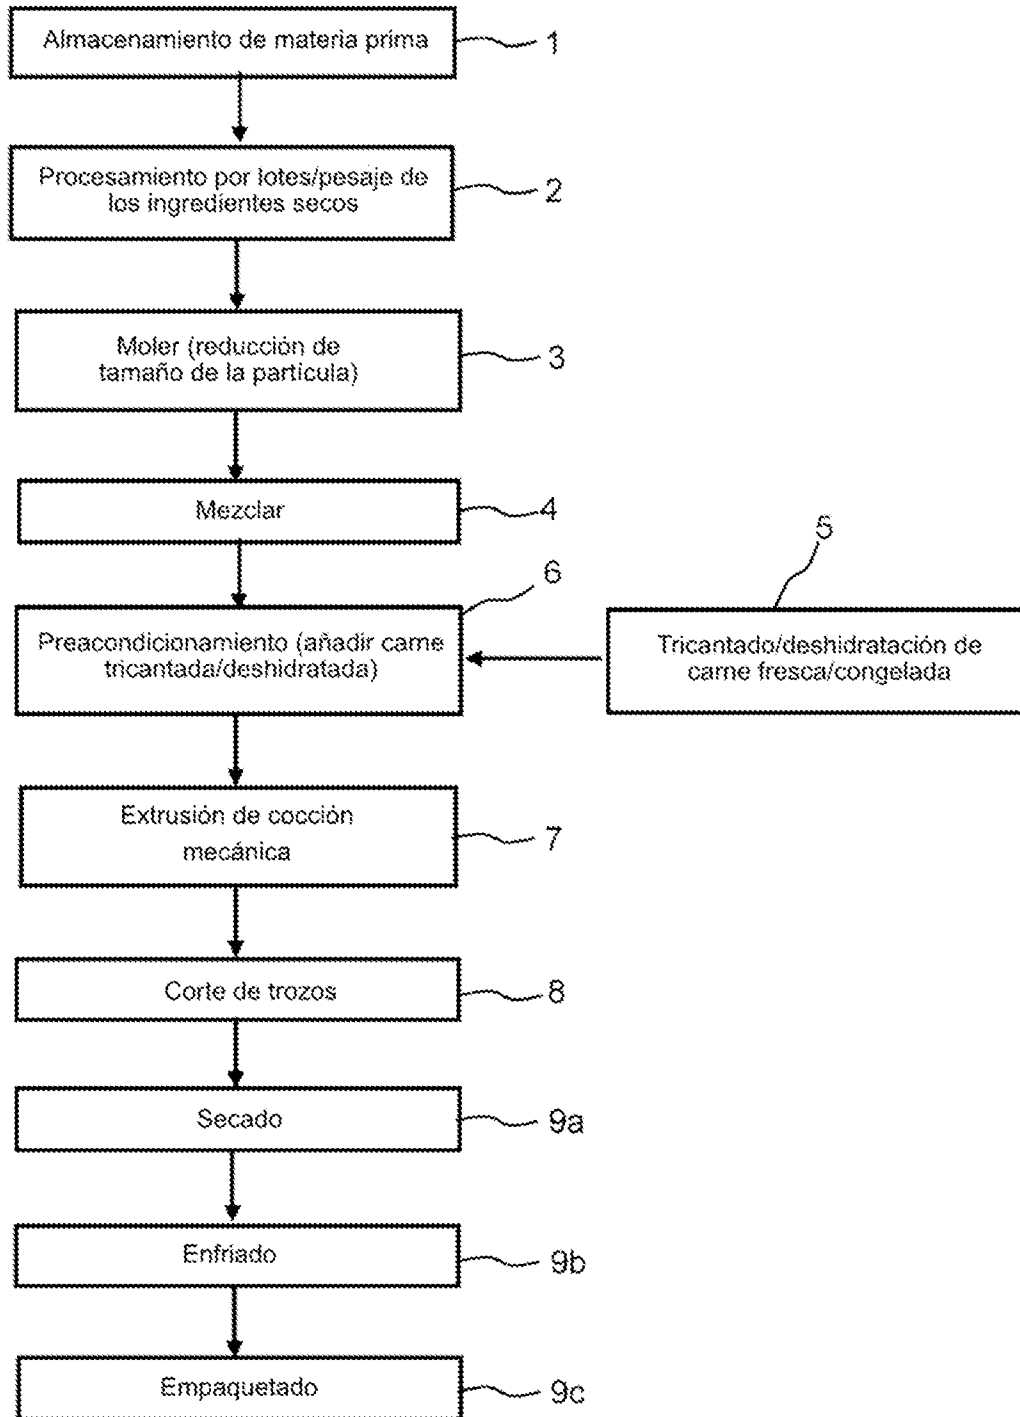 Almacenamiento de materia prima
1
Procesamiento por lotes/pesaje de
los ingredientes secos
2
Moler (reducción de
tamaño de la partícula)
3
Mezclar
4
5
6
Preacondicionamiento (añadir carne
tricantada/deshidratada)
Tricantado/deshidratación de
carne fresca/congelada
Extrusión de cocción
mecánica
7
Corte de trozos
8
Secado
9a
Enfriado
9b
Empaquetado
9c